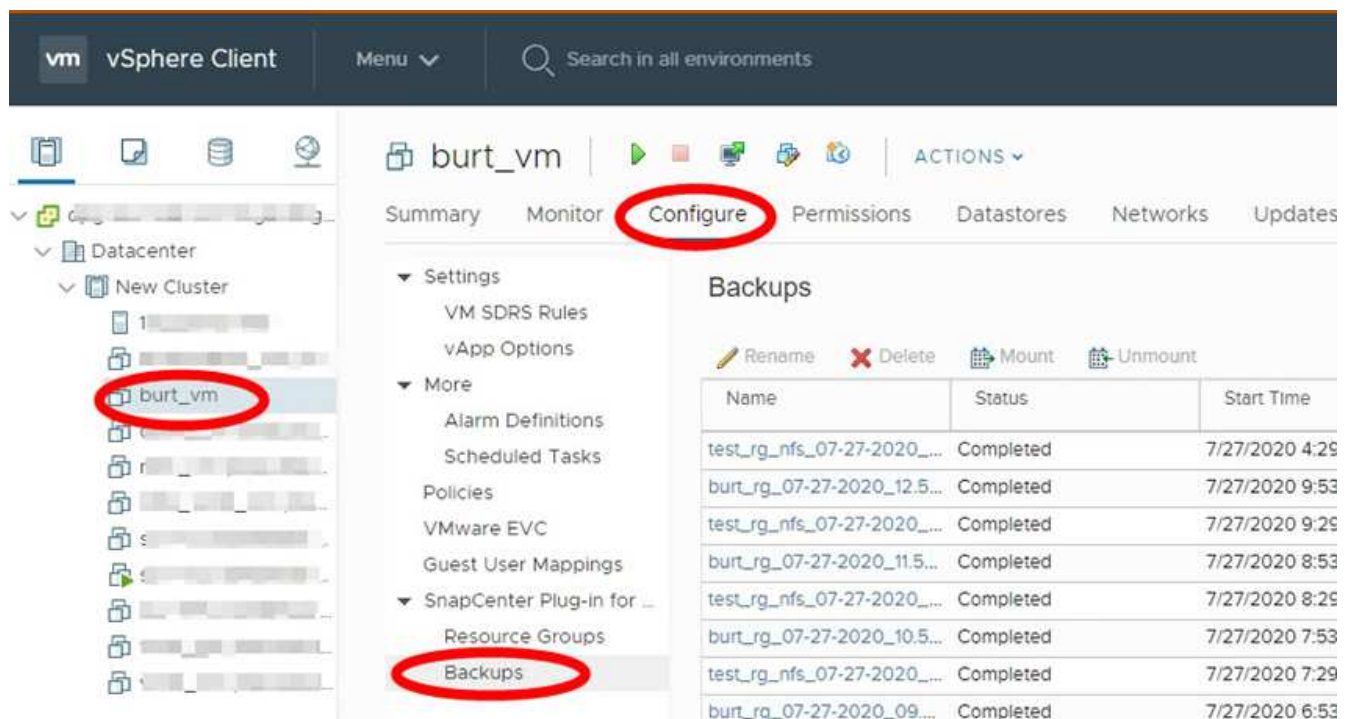 vm vSphere Client Menu Search in all environments
burt_vm ACTIONS
Summary Monitor Configure Permissions Datastores Networks Updates
Datacenter
New Cluster
burt_vm
Settings
VM SDRS Rules
vApp Options
More
Alarm Definitions
Scheduled Tasks
Policies
VMware EVC
Guest User Mappings
SnapCenter Plug-in for ...
Resource Groups
Backups
Backups
Rename Delete Mount Unmount
Name Status Start Time
test_rg_nfs_07-27-2020_... Completed 7/27/2020 4:29
burt_rg_07-27-2020_12.5... Completed 7/27/2020 9:53
test_rg_nfs_07-27-2020_... Completed 7/27/2020 9:29
burt_rg_07-27-2020_11.5... Completed 7/27/2020 8:53
test_rg_nfs_07-27-2020_... Completed 7/27/2020 8:29
burt_rg_07-27-2020_10.5... Completed 7/27/2020 7:53
test_rg_nfs_07-27-2020_... Completed 7/27/2020 7:29
burt_rg_07-27-2020_09.... Completed 7/27/2020 6:53